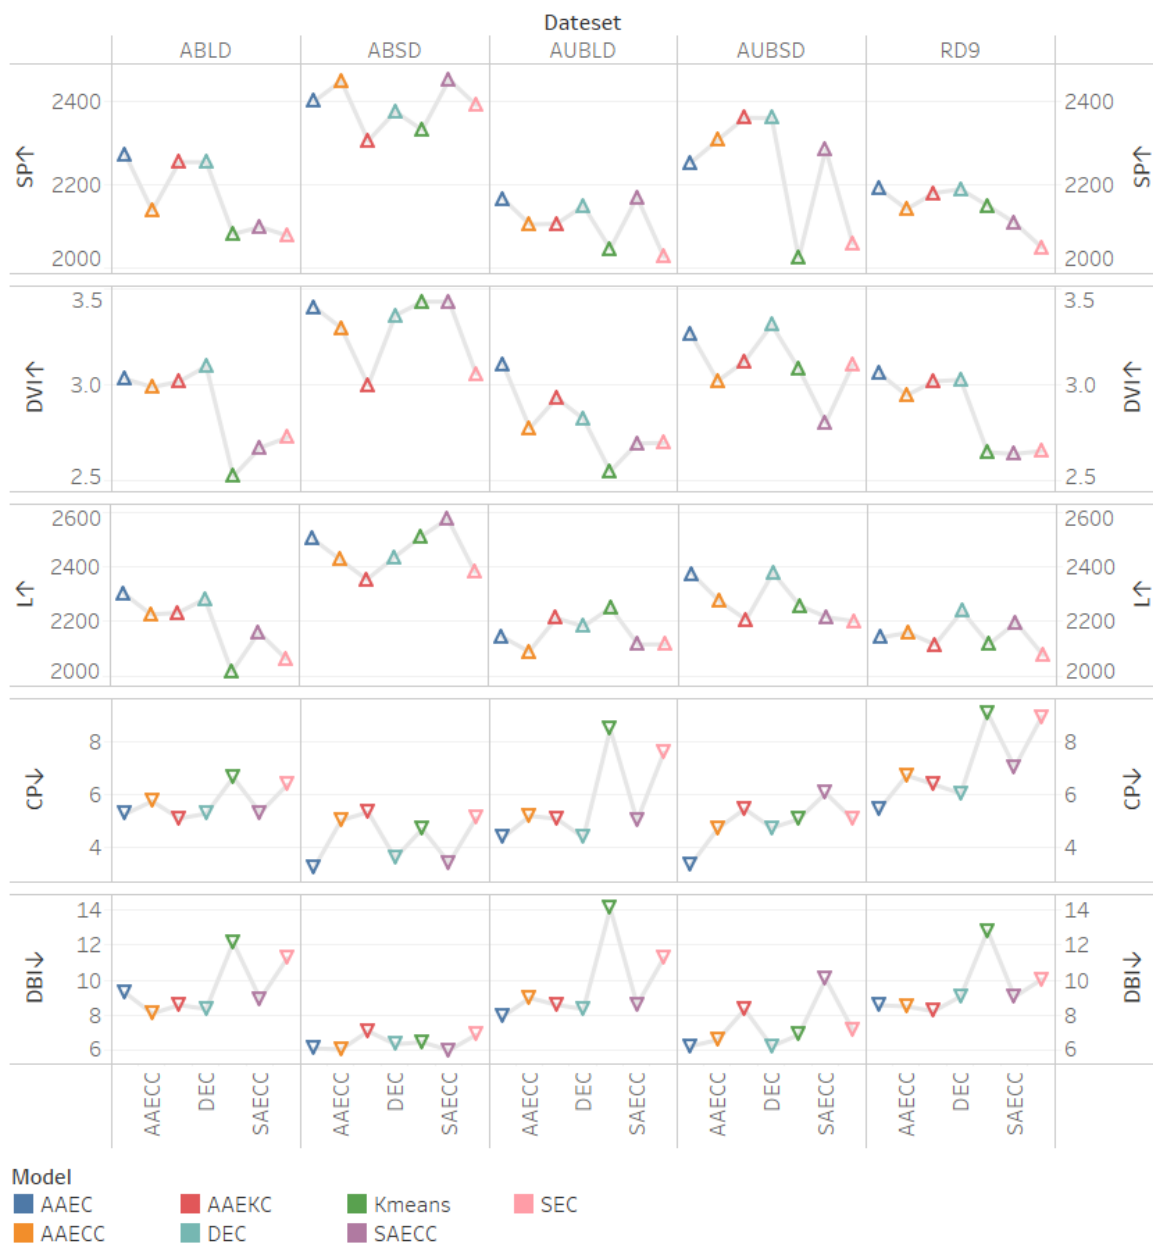 Dateset
ABLD ABSD AUBLD AUBSD RD9
SP↑ 2400 2200 2000 2400 2200 2000 SP↑
DVI↑ 3.5 3.0 2.5 3.5 3.0 2.5 DVI↑
L↑ 2600 2400 2200 2000 2600 2400 2200 2000 L↑
CP↓ 8 6 4 8 6 4 CP↓
DBI↓ 14 12 10 8 6 14 12 10 8 6 DBI↓
AAECC DEC SAECC AAECC DEC SAECC AAECC DEC SAECC AAECC DEC SAECC AAECC DEC SAECC
Model
AAEC AAEKC Kmeans SEC
AAECC DEC SAECC